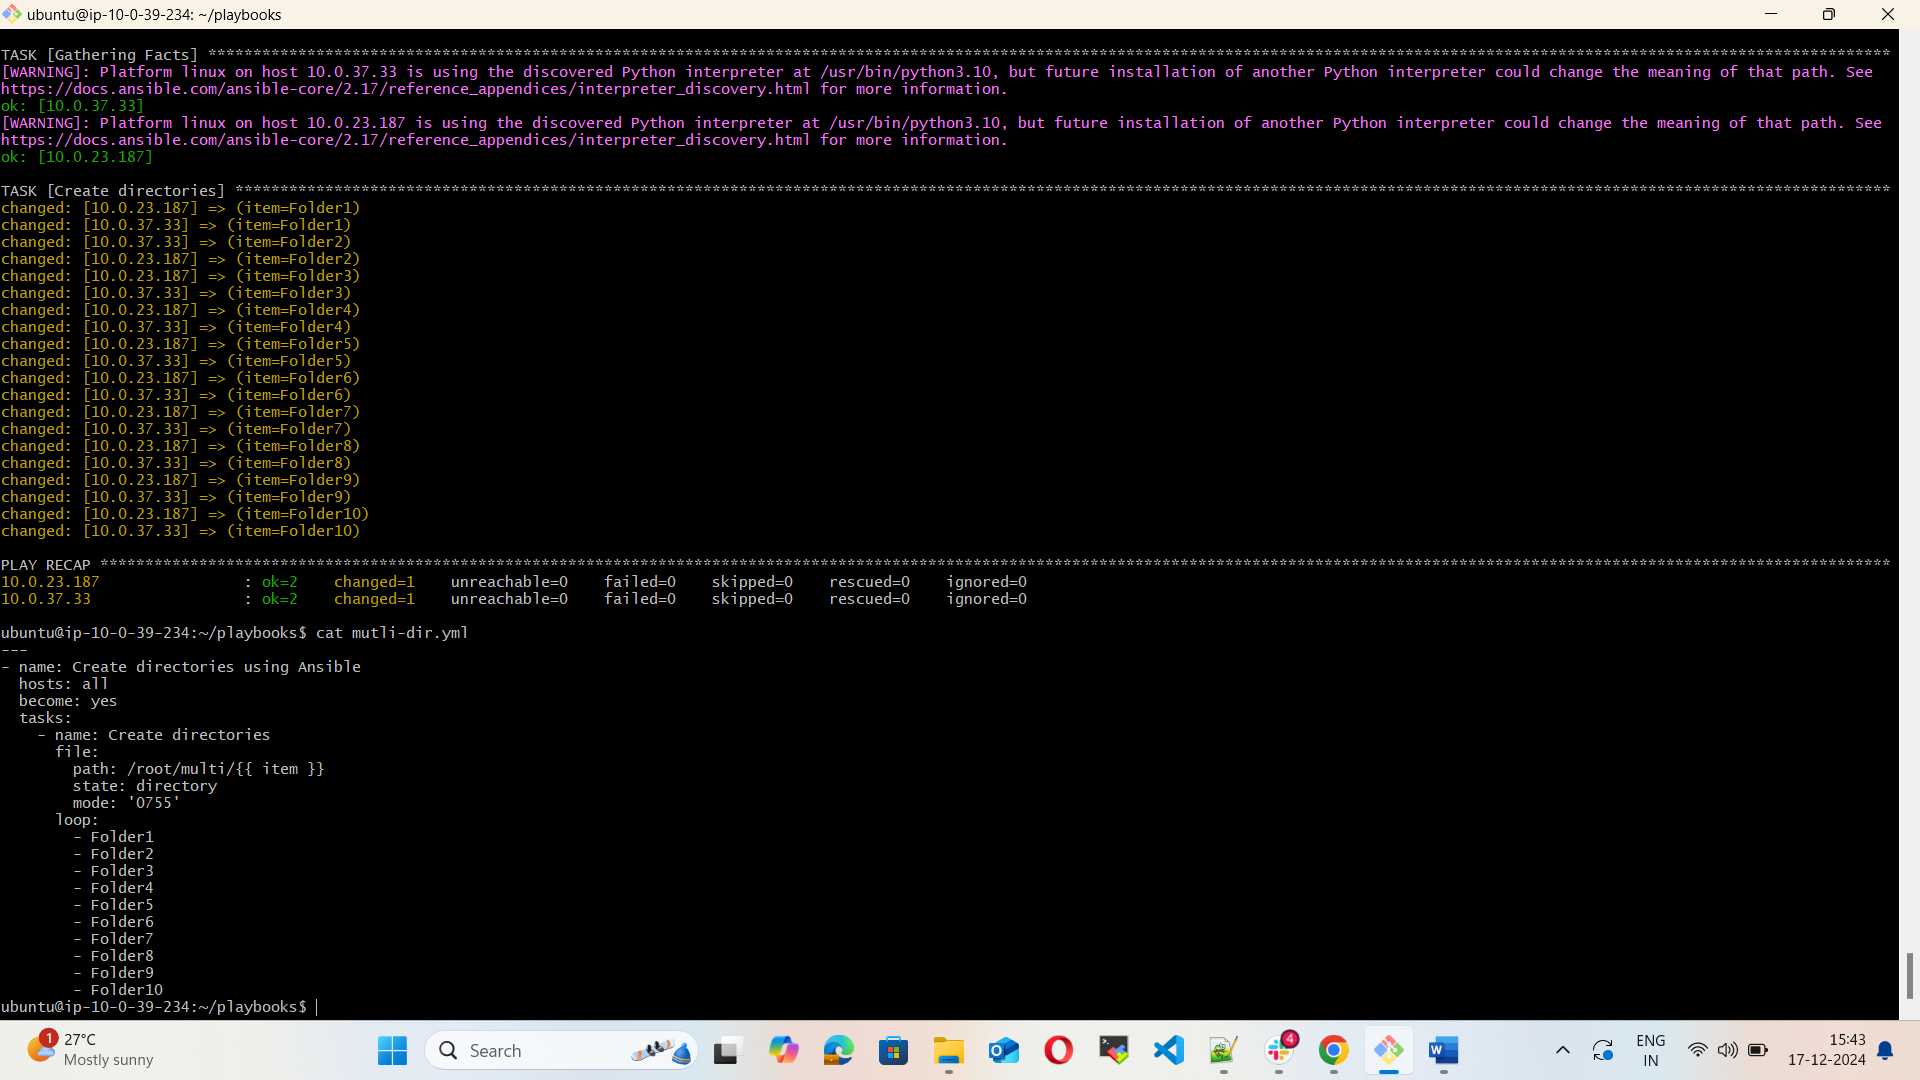 ubuntu@ip-10-0-39-234: ~/playbooks
TASK [Gathering Facts] *******************************************************************************************************************************************************************************************
[WARNING]: Platform linux on host 10.0.37.33 is using the discovered Python interpreter at /usr/bin/python3.10, but future installation of another Python interpreter could change the meaning of that path. See
https://docs.ansible.com/ansible-core/2.17/reference_appendices/interpreter_discovery.html for more information.
ok: [10.0.37.33]
[WARNING]: Platform linux on host 10.0.23.187 is using the discovered Python interpreter at /usr/bin/python3.10, but future installation of another Python interpreter could change the meaning of that path. See
https://docs.ansible.com/ansible-core/2.17/reference_appendices/interpreter_discovery.html for more information.
ok: [10.0.23.187]
TASK [Create directories] ****************************************************************************************************************************************************************************************
changed: [10.0.23.187] => (item=Folder1)
changed: [10.0.37.33] => (item=Folder1)
changed: [10.0.37.33] => (item=Folder2)
changed: [10.0.23.187] => (item=Folder2)
changed: [10.0.23.187] => (item=Folder3)
changed: [10.0.37.33] => (item=Folder3)
changed: [10.0.23.187] => (item=Folder4)
changed: [10.0.37.33] => (item=Folder4)
changed: [10.0.23.187] => (item=Folder5)
changed: [10.0.37.33] => (item=Folder5)
changed: [10.0.23.187] => (item=Folder6)
changed: [10.0.37.33] => (item=Folder6)
changed: [10.0.23.187] => (item=Folder7)
changed: [10.0.37.33] => (item=Folder7)
changed: [10.0.23.187] => (item=Folder8)
changed: [10.0.37.33] => (item=Folder8)
changed: [10.0.23.187] => (item=Folder9)
changed: [10.0.37.33] => (item=Folder9)
changed: [10.0.23.187] => (item=Folder10)
changed: [10.0.37.33] => (item=Folder10)
PLAY RECAP *******************************************************************************************************************************************************************************************************
10.0.23.187 : ok=2 changed=1 unreachable=0 failed=0 skipped=0 rescued=0 ignored=0
10.0.37.33 : ok=2 changed=1 unreachable=0 failed=0 skipped=0 rescued=0 ignored=0
ubuntu@ip-10-0-39-234:~/playbooks$ cat mutli-dir.yml
---
- name: Create directories using Ansible
  hosts: all
  become: yes
  tasks:
    - name: Create directories
      file:
        path: /root/multi/{{ item }}
        state: directory
        mode: '0755'
      loop:
        - Folder1
        - Folder2
        - Folder3
        - Folder4
        - Folder5
        - Folder6
        - Folder7
        - Folder8
        - Folder9
        - Folder10
ubuntu@ip-10-0-39-234:~/playbooks$
1
27°C
Mostly sunny
Search
4
ENG
IN
15:43
17-12-2024